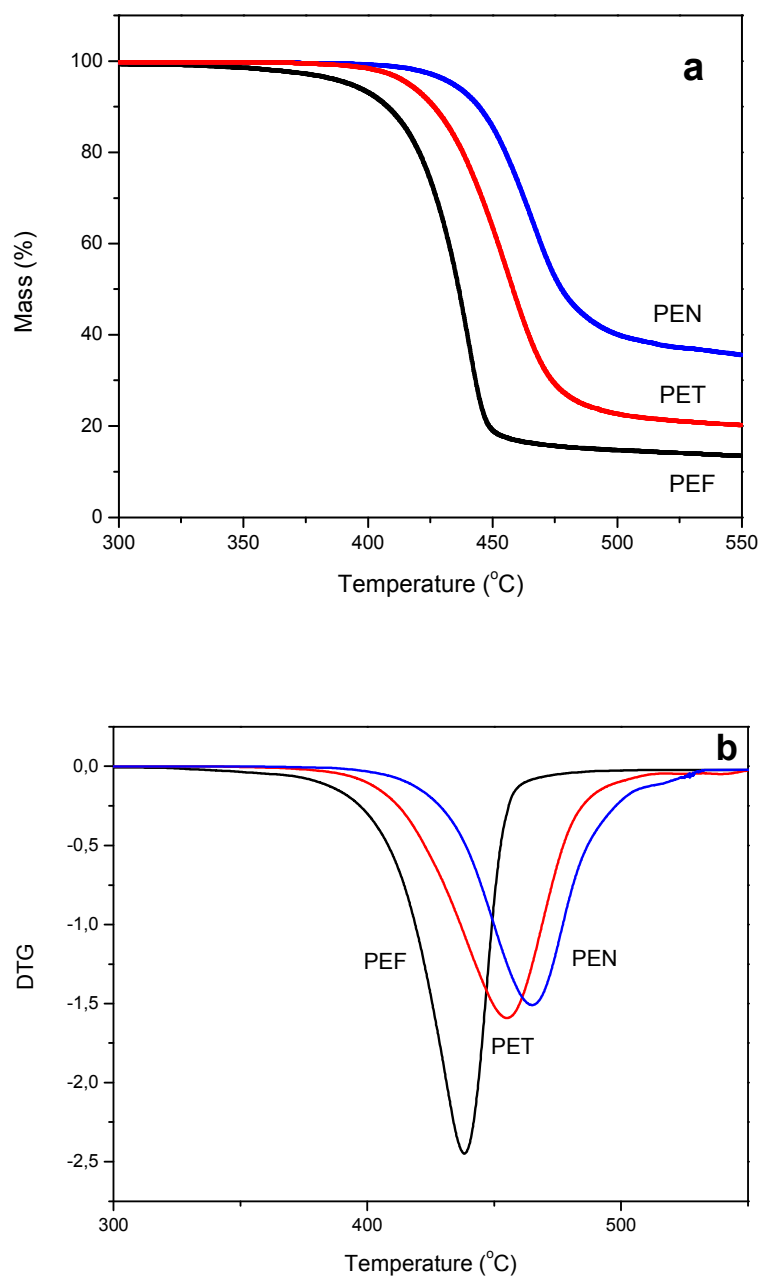 a
100
80
60
40
20
0
Mass (%)
PEN
PET
PEF
300 350 400 450 500 550
Temperature (°C)
b
0,0
-0,5
-1,0
-1,5
-2,0
-2,5
DTG
PEF
PEN
PET
300 400 500
Temperature (°C)